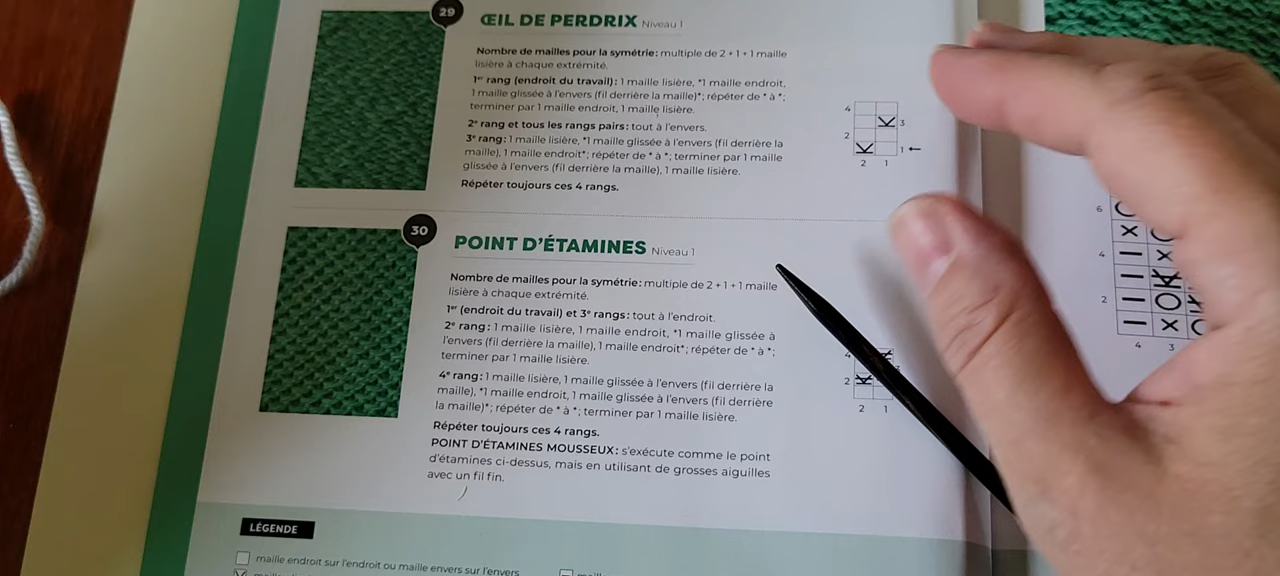 29
ŒIL DE PERDRIX Niveau 1
Nombre de mailles pour la symétrie : multiple de 2 + 1 + 1 maille
lisière à chaque extrémité.
1er rang (endroit du travail) : 1 maille lisière, *1 maille endroit,
1 maille glissée à l'envers (fil derrière la maille)* ; répéter de * à * ;
terminer par 1 maille endroit, 1 maille lisière.
2e rang et tous les rangs pairs : tout à l'envers.
3e rang : 1 maille lisière, *1 maille glissée à l'envers (fil derrière la
maille), 1 maille endroit* ; répéter de * à * ; terminer par 1 maille
glissée à l'envers (fil derrière la maille), 1 maille lisière.
Répéter toujours ces 4 rangs.
4
3
2
1
2 1
30
POINT D'ÉTAMINES Niveau 1
Nombre de mailles pour la symétrie : multiple de 2 + 1 + 1 maille
lisière à chaque extrémité.
1er (endroit du travail) et 3e rangs : tout à l'endroit.
2e rang : 1 maille lisière, 1 maille endroit, *1 maille glissée à
l'envers (fil derrière la maille), 1 maille endroit* ; répéter de * à * ;
terminer par 1 maille lisière.
4e rang : 1 maille lisière, 1 maille glissée à l'envers (fil derrière la
maille), *1 maille endroit, 1 maille glissée à l'envers (fil derrière
la maille)* ; répéter de * à * ; terminer par 1 maille lisière.
Répéter toujours ces 4 rangs.
POINT D'ÉTAMINES MOUSSEUX : s'exécute comme le point
d'étamines ci-dessus, mais en utilisant de grosses aiguilles
avec un fil fin.
4
2
2 1
6
4
2
4 3
LÉGENDE
maille endroit sur l'endroit ou maille envers sur l'envers